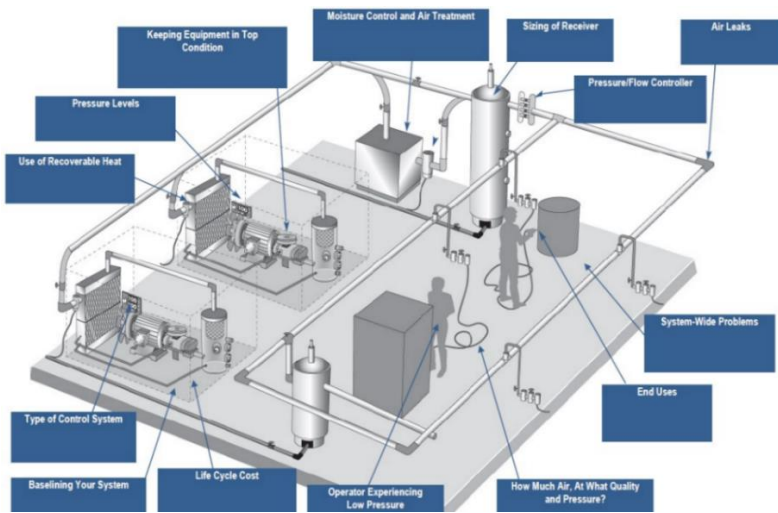 Moisture Control and Air Treatment
Sizing of Receiver
Air Leaks
Keeping Equipment in Top
Condition
Pressure/Flow Controller
Pressure Levels
Use of Recoverable Heat
System-Wide Problems
End Uses
Type of Control System
Life Cycle Cost
Baselining Your System
Operator Experiencing
Low Pressure
How Much Air, At What Quality
and Pressure?